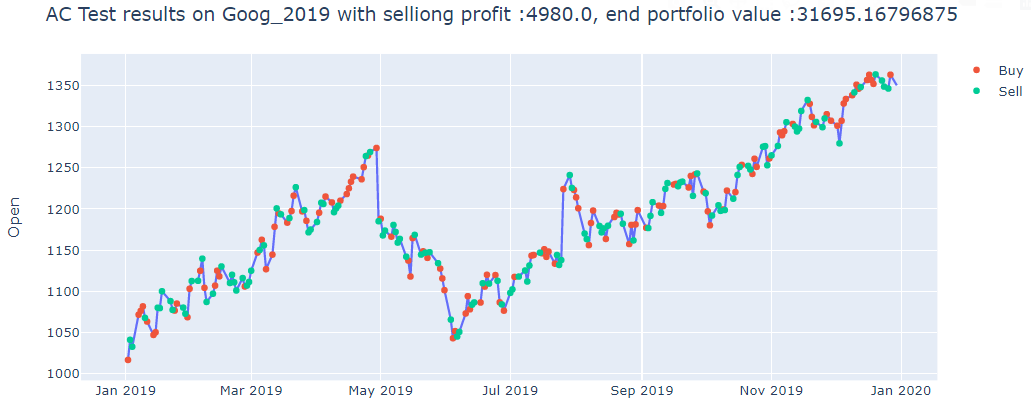 AC Test results on Goog_2019 with selliong profit :4980.0, end portfolio value :31695.16796875
Buy
Sell
Open
1350
1300
1250
1200
1150
1100
1050
1000
Jan 2019
Mar 2019
May 2019
Jul 2019
Sep 2019
Nov 2019
Jan 2020